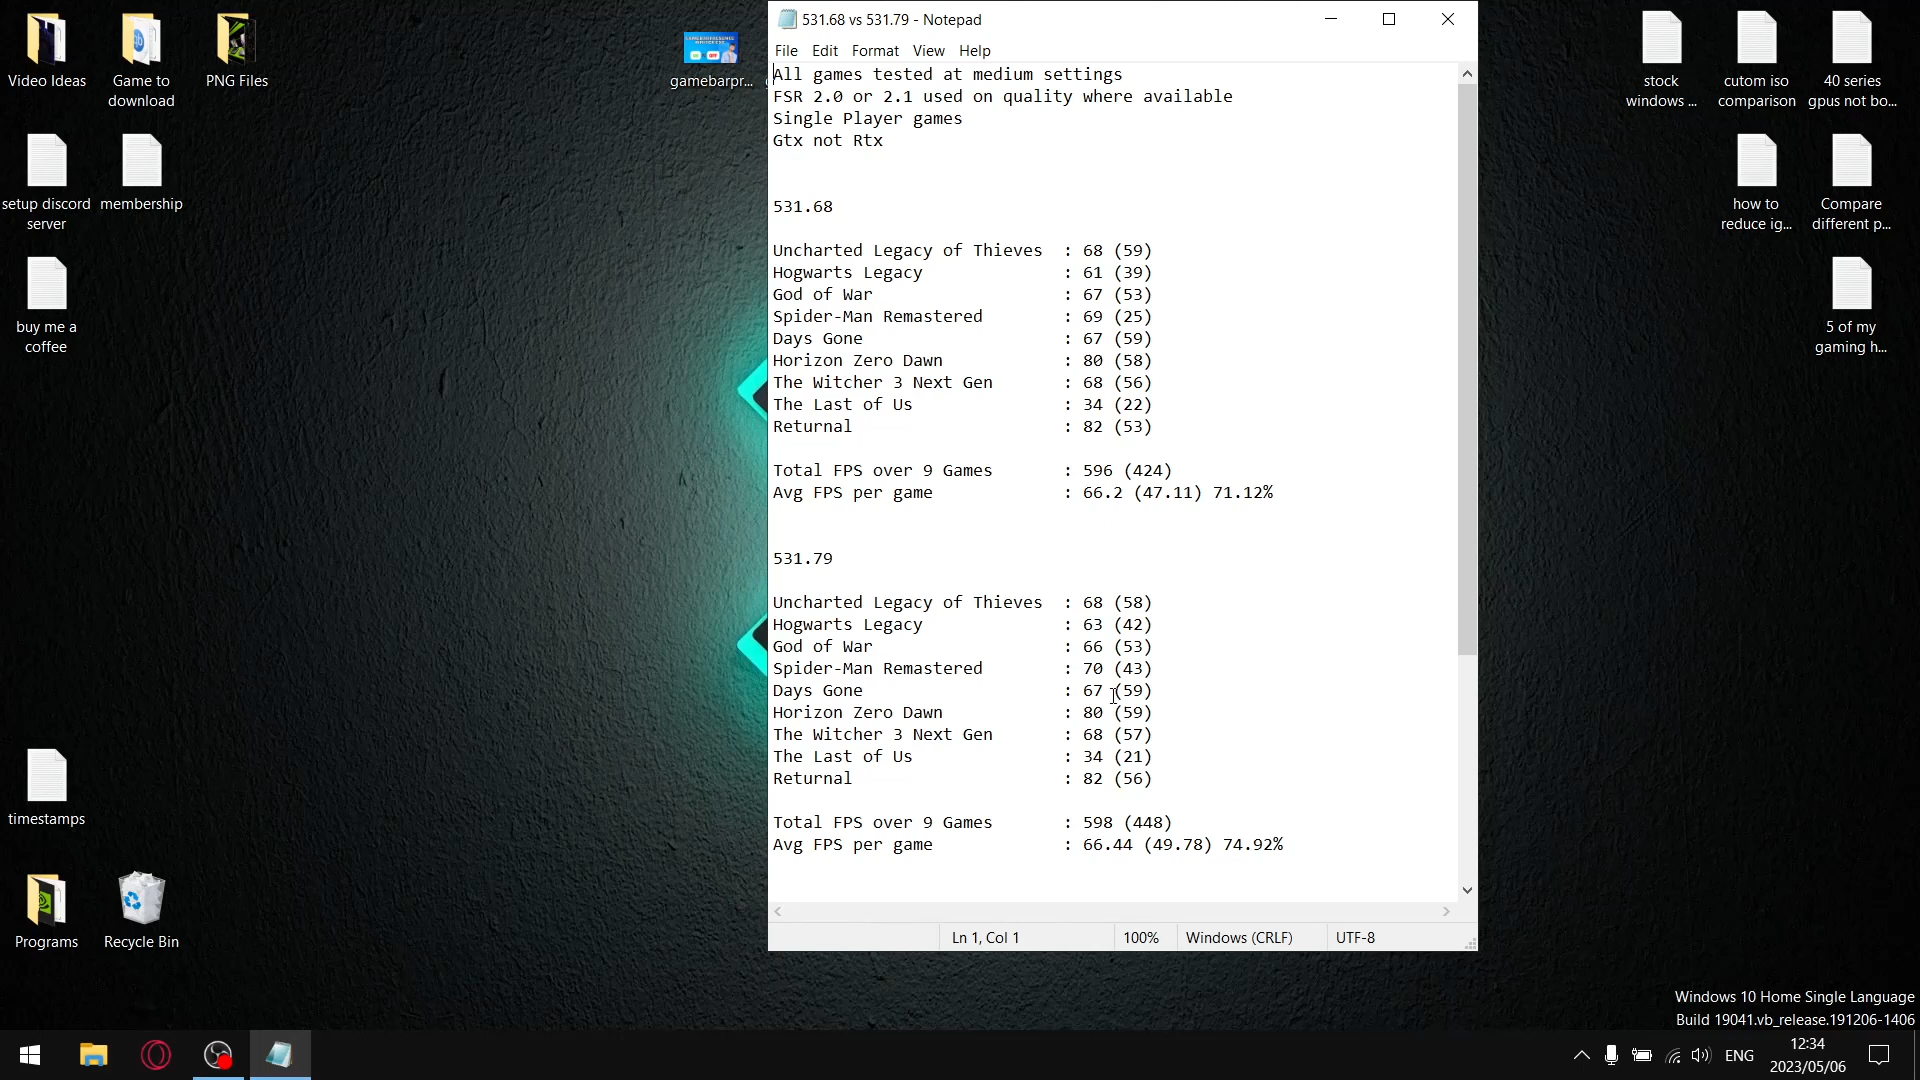 531.68 vs 531.79 - Notepad
File Edit Format View Help
All games tested at medium settings
FSR 2.0 or 2.1 used on quality where available
Single Player games
Gtx not Rtx
531.68
Uncharted Legacy of Thieves : 68 (59)
Hogwarts Legacy : 61 (39)
God of War : 67 (53)
Spider-Man Remastered : 69 (25)
Days Gone : 67 (59)
Horizon Zero Dawn : 80 (58)
The Witcher 3 Next Gen : 68 (56)
The Last of Us : 34 (22)
Returnal : 82 (53)
Total FPS over 9 Games : 596 (424)
Avg FPS per game : 66.2 (47.11) 71.12%
531.79
Uncharted Legacy of Thieves : 68 (58)
Hogwarts Legacy : 63 (42)
God of War : 66 (53)
Spider-Man Remastered : 70 (43)
Days Gone : 67 (59)
Horizon Zero Dawn : 80 (59)
The Witcher 3 Next Gen : 68 (57)
The Last of Us : 34 (21)
Returnal : 82 (56)
Total FPS over 9 Games : 598 (448)
Avg FPS per game : 66.44 (49.78) 74.92%
Ln 1, Col 1 100% Windows (CRLF) UTF-8
Video Ideas
Game to
download
PNG Files
gamebarpr...
setup discord
server
membership
buy me a
coffee
timestamps
Programs
Recycle Bin
stock
windows ...
cutom iso
comparison
40 series
gpus not bo...
how to
reduce ig...
Compare
different p...
5 of my
gaming h...
Windows 10 Home Single Language
Build 19041.vb_release.191206-1406
ENG
12:34
2023/05/06